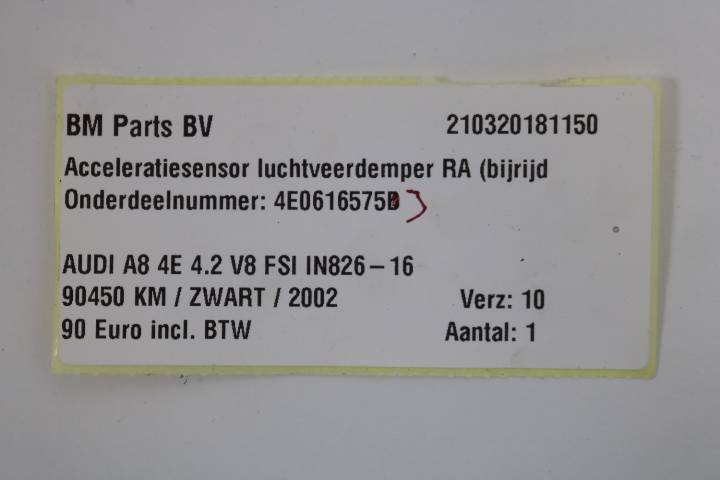 BM Parts BV 210320181150
Acceleratiesensor luchtveerdemper RA (bijrijd
Onderdeelnummer: 4E0616575
AUDI A8 4E 4.2 V8 FSI IN826-16
90450 KM / ZWART / 2002 Verz: 10
90 Euro incl. BTW Aantal: 1